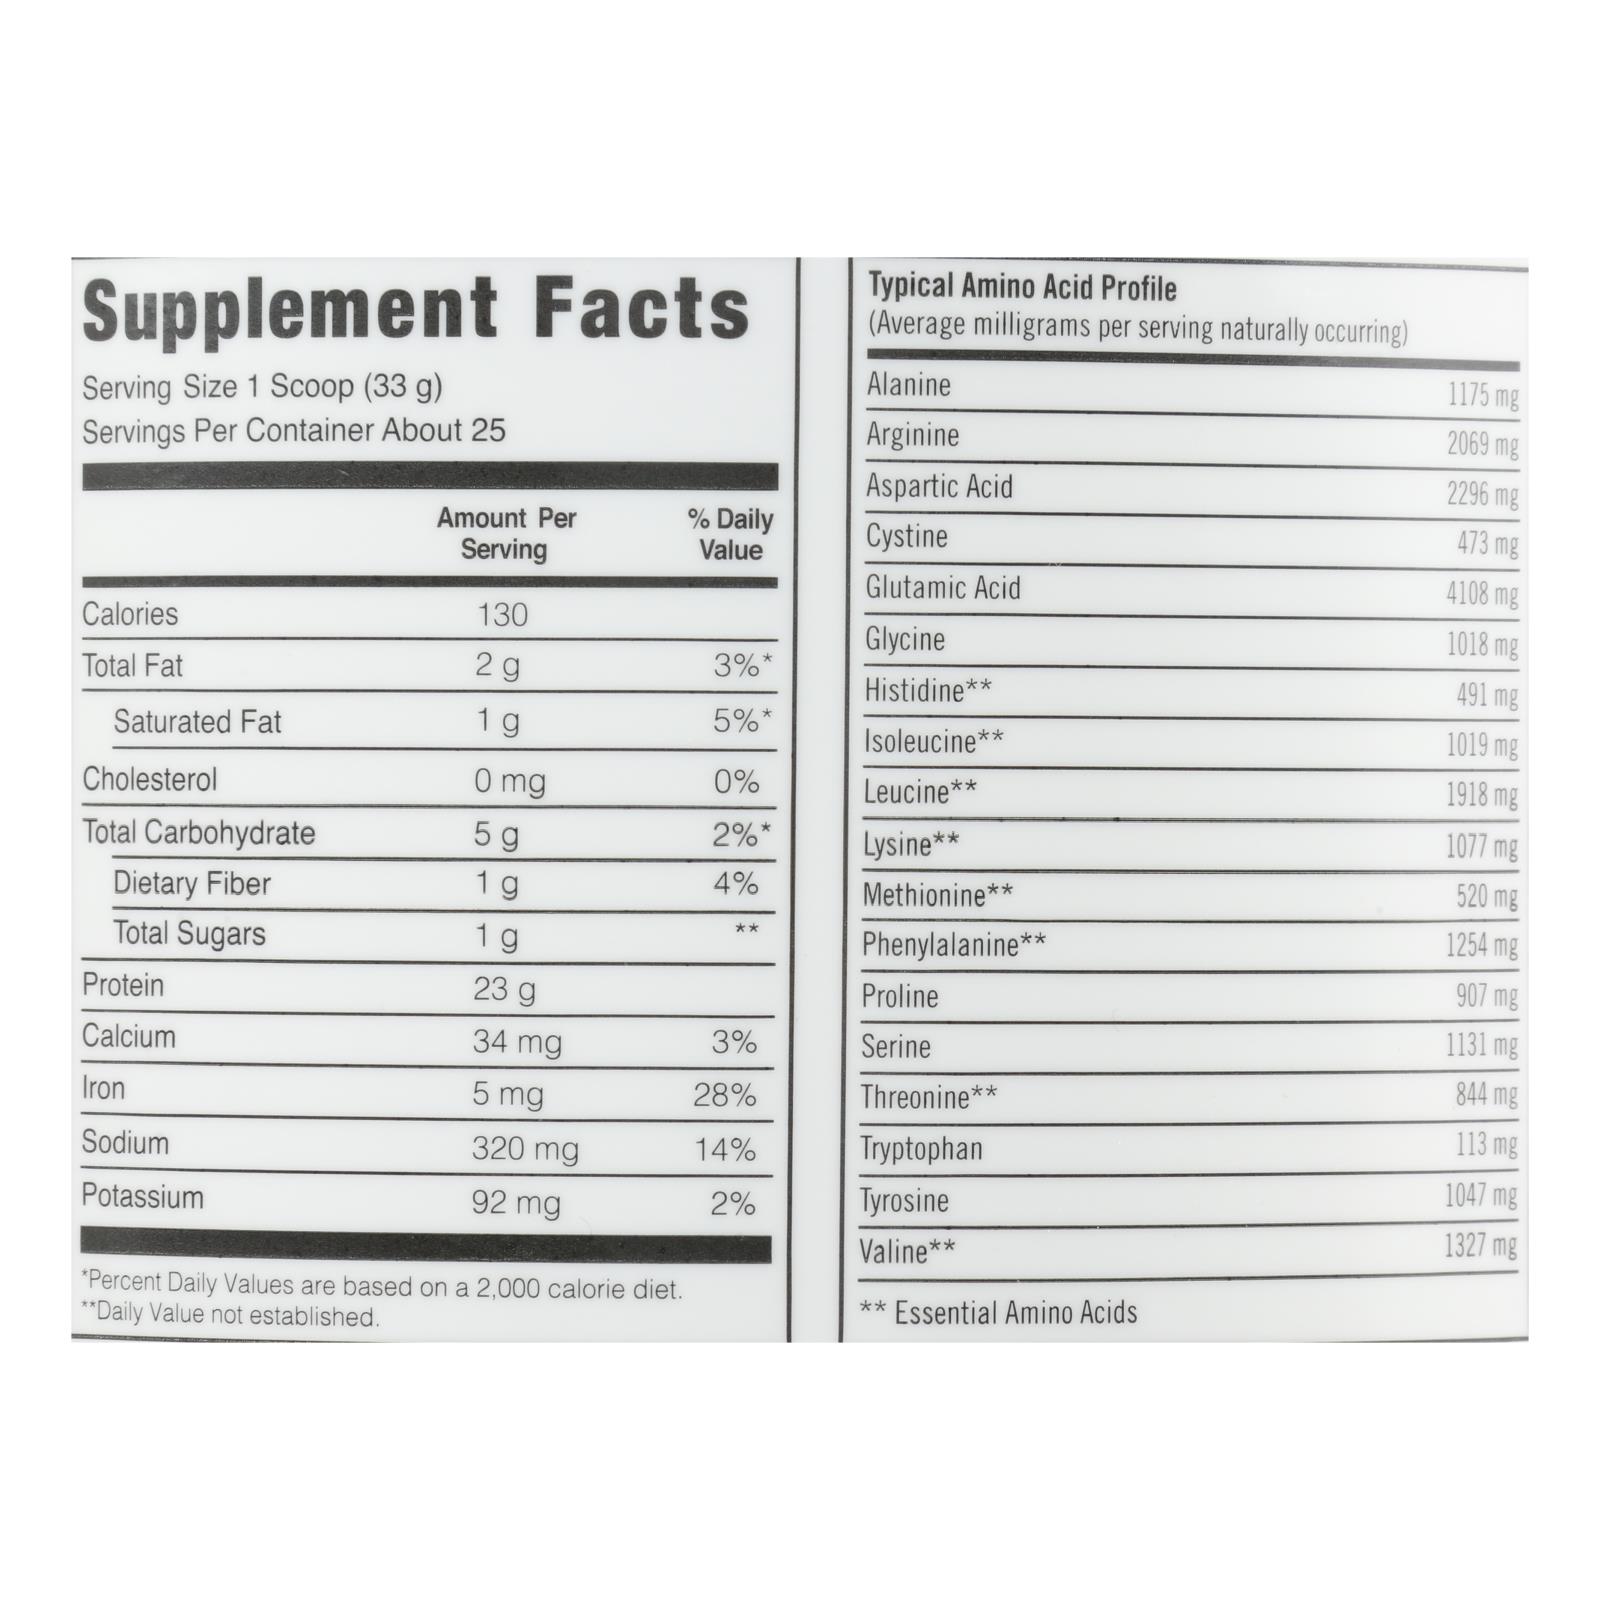 Supplement Facts
Serving Size 1 Scoop (33 g)
Servings Per Container About 25
Amount Per Serving % Daily Value
Calories 130
Total Fat 2 g 3%*
Saturated Fat 1 g 5%*
Cholesterol 0 mg 0%
Total Carbohydrate 5 g 2%*
Dietary Fiber 1 g 4%
Total Sugars 1 g **
Protein 23 g
Calcium 34 mg 3%
Iron 5 mg 28%
Sodium 320 mg 14%
Potassium 92 mg 2%
*Percent Daily Values are based on a 2,000 calorie diet.
**Daily Value not established.
Typical Amino Acid Profile
(Average milligrams per serving naturally occurring)
Alanine 1175 mg
Arginine 2069 mg
Aspartic Acid 2296 mg
Cystine 473 mg
Glutamic Acid 4108 mg
Glycine 1018 mg
Histidine** 491 mg
Isoleucine** 1019 mg
Leucine** 1918 mg
Lysine** 1077 mg
Methionine** 520 mg
Phenylalanine** 1254 mg
Proline 907 mg
Serine 1131 mg
Threonine** 844 mg
Tryptophan 113 mg
Tyrosine 1047 mg
Valine** 1327 mg
** Essential Amino Acids